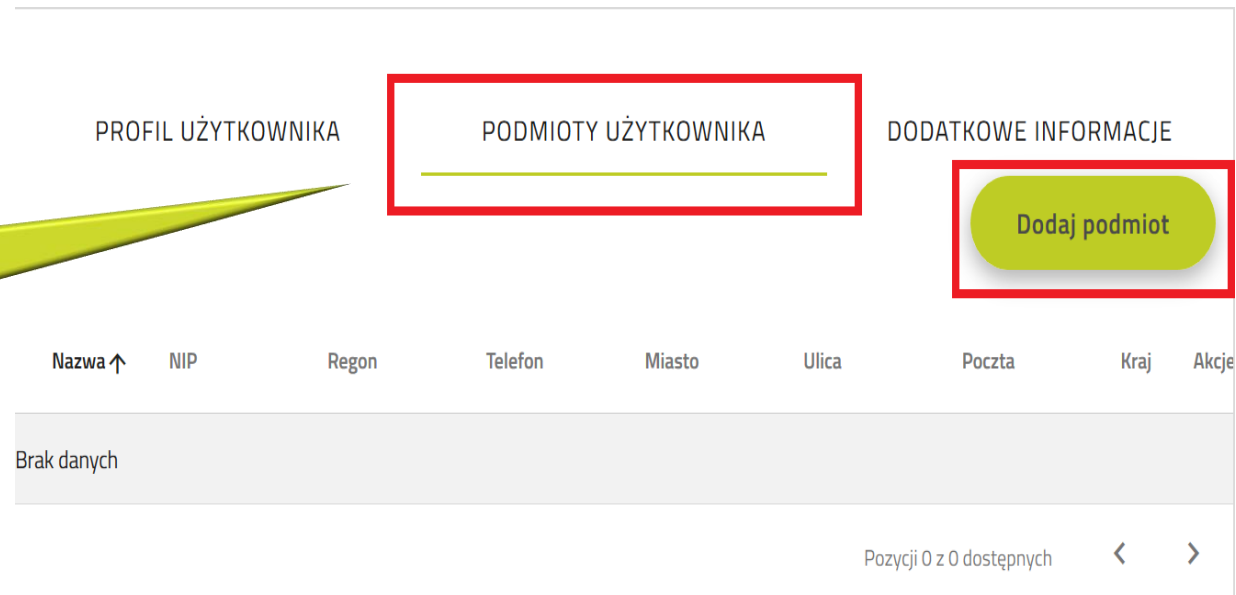 PROFIL UŻYTKOWNIKA PODMIOTY UŻYTKOWNIKA DODATKOWE INFORMACJE
Dodaj podmiot
Nazwa NIP Regon Telefon Miasto Ulica Poczta Kraj Akcje
Brak danych
Pozycji 0 z 0 dostępnych